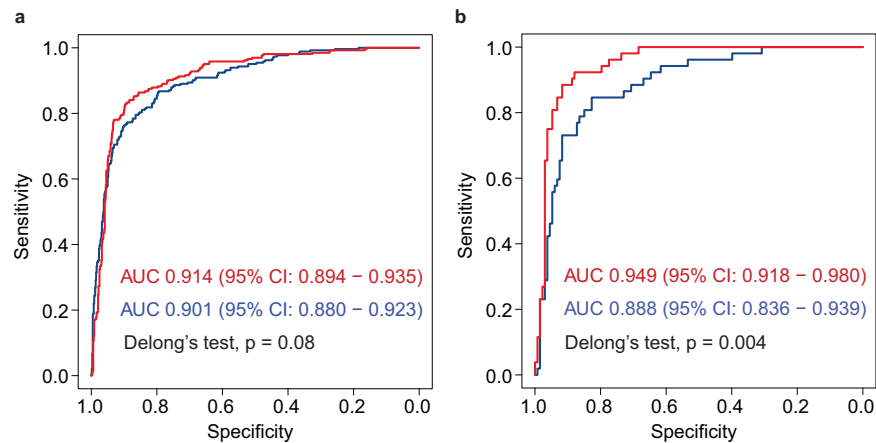 a
1.0
0.8
0.6
0.4
0.2
0.0
Sensitivity
AUC 0.914 (95% CI: 0.894 − 0.935)
AUC 0.901 (95% CI: 0.880 − 0.923)
Delong's test, p = 0.08
1.0 0.8 0.6 0.4 0.2 0.0
Specificity
b
1.0
0.8
0.6
0.4
0.2
0.0
Sensitivity
AUC 0.949 (95% CI: 0.918 − 0.980)
AUC 0.888 (95% CI: 0.836 − 0.939)
Delong's test, p = 0.004
1.0 0.8 0.6 0.4 0.2 0.0
Specificity